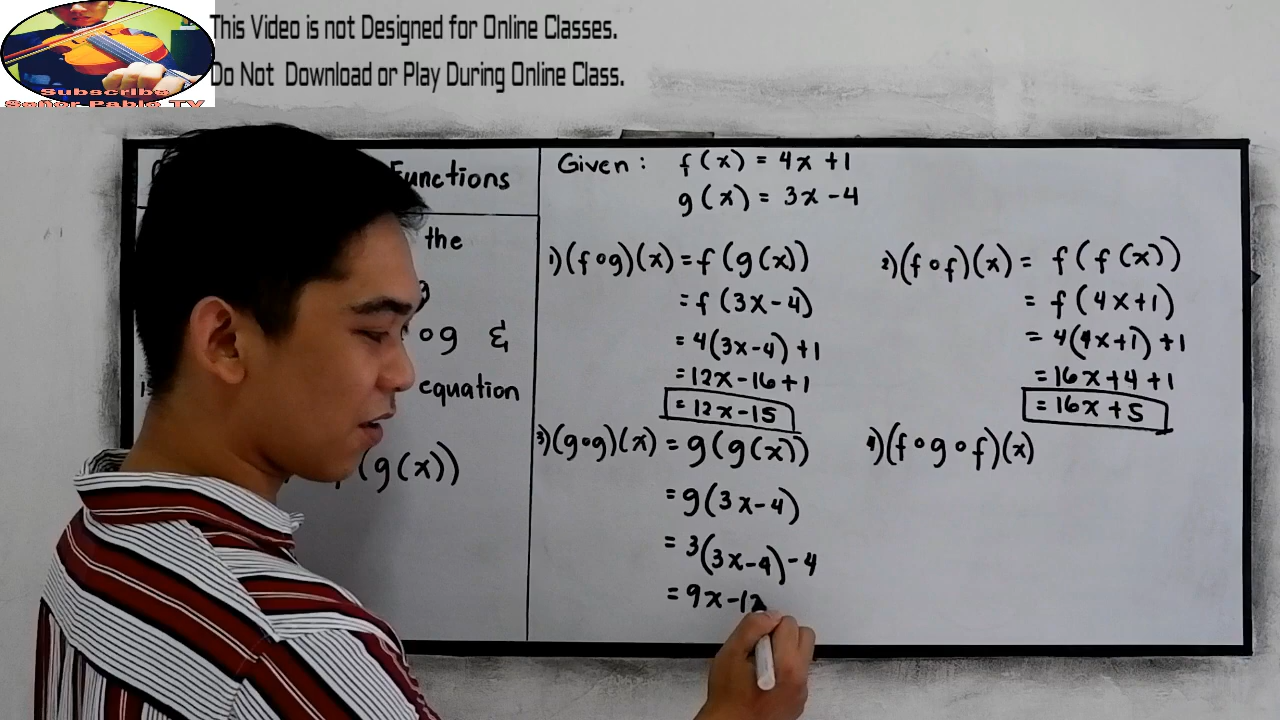 This Video is not Designed for Online Classes.
Do Not Download or Play During Online Class.
Subscribe
Señor Pablo TV
Functions
the
og &
equation
(g(x))
Given: f(x) = 4x + 1
g(x) = 3x - 4
1) (f∘g)(x) = f(g(x))
= f(3x-4)
= 4(3x-4) + 1
= 12x - 16 + 1
= 12x - 15
2) (f∘f)(x) = f(f(x))
= f(4x+1)
= 4(4x+1) + 1
= 16x + 4 + 1
= 16x + 5
3) (g∘g)(x) = g(g(x))
= g(3x-4)
= 3(3x-4) - 4
= 9x - 12
4) (f∘g∘f)(x)